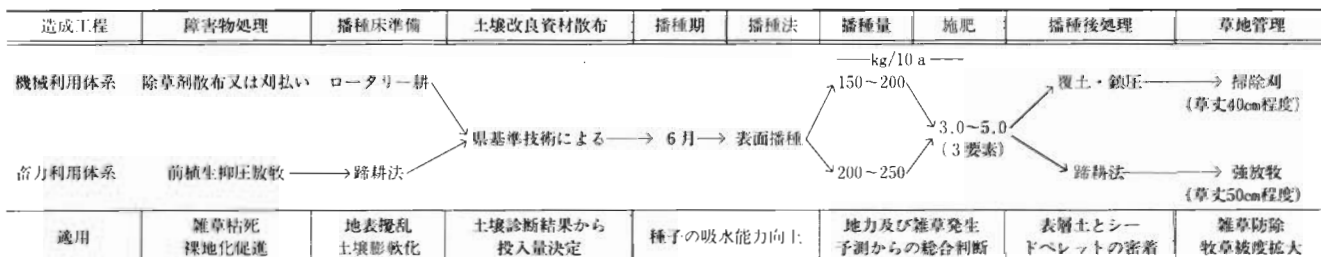 造成工程 障害物処理 播種床準備 土壌改良資材散布 播種期 播種法 播種量 施肥 播種後処理 草地管理
kg/10a
機械利用体系 除草剤散布又は刈払い ロータリー耕 150~200 覆土・鎮圧 掃除刈
(草丈40cm程度)
県基準技術による 6月 表面播種 3.0~5.0
(3要素)
畜力利用体系 前植生抑圧放牧 蹄耕法 200~250 蹄耕法 強放牧
(草丈50cm程度)
適用 雑草枯死 地表攪乱 土壌診断結果から 種子の吸水能力向上 地力及び雑草発生 表層土とシー 雑草防除
裸地化促進 土壌膨軟化 投入量決定 予測からの総合判断 ドペレットの密着 牧草被度拡大